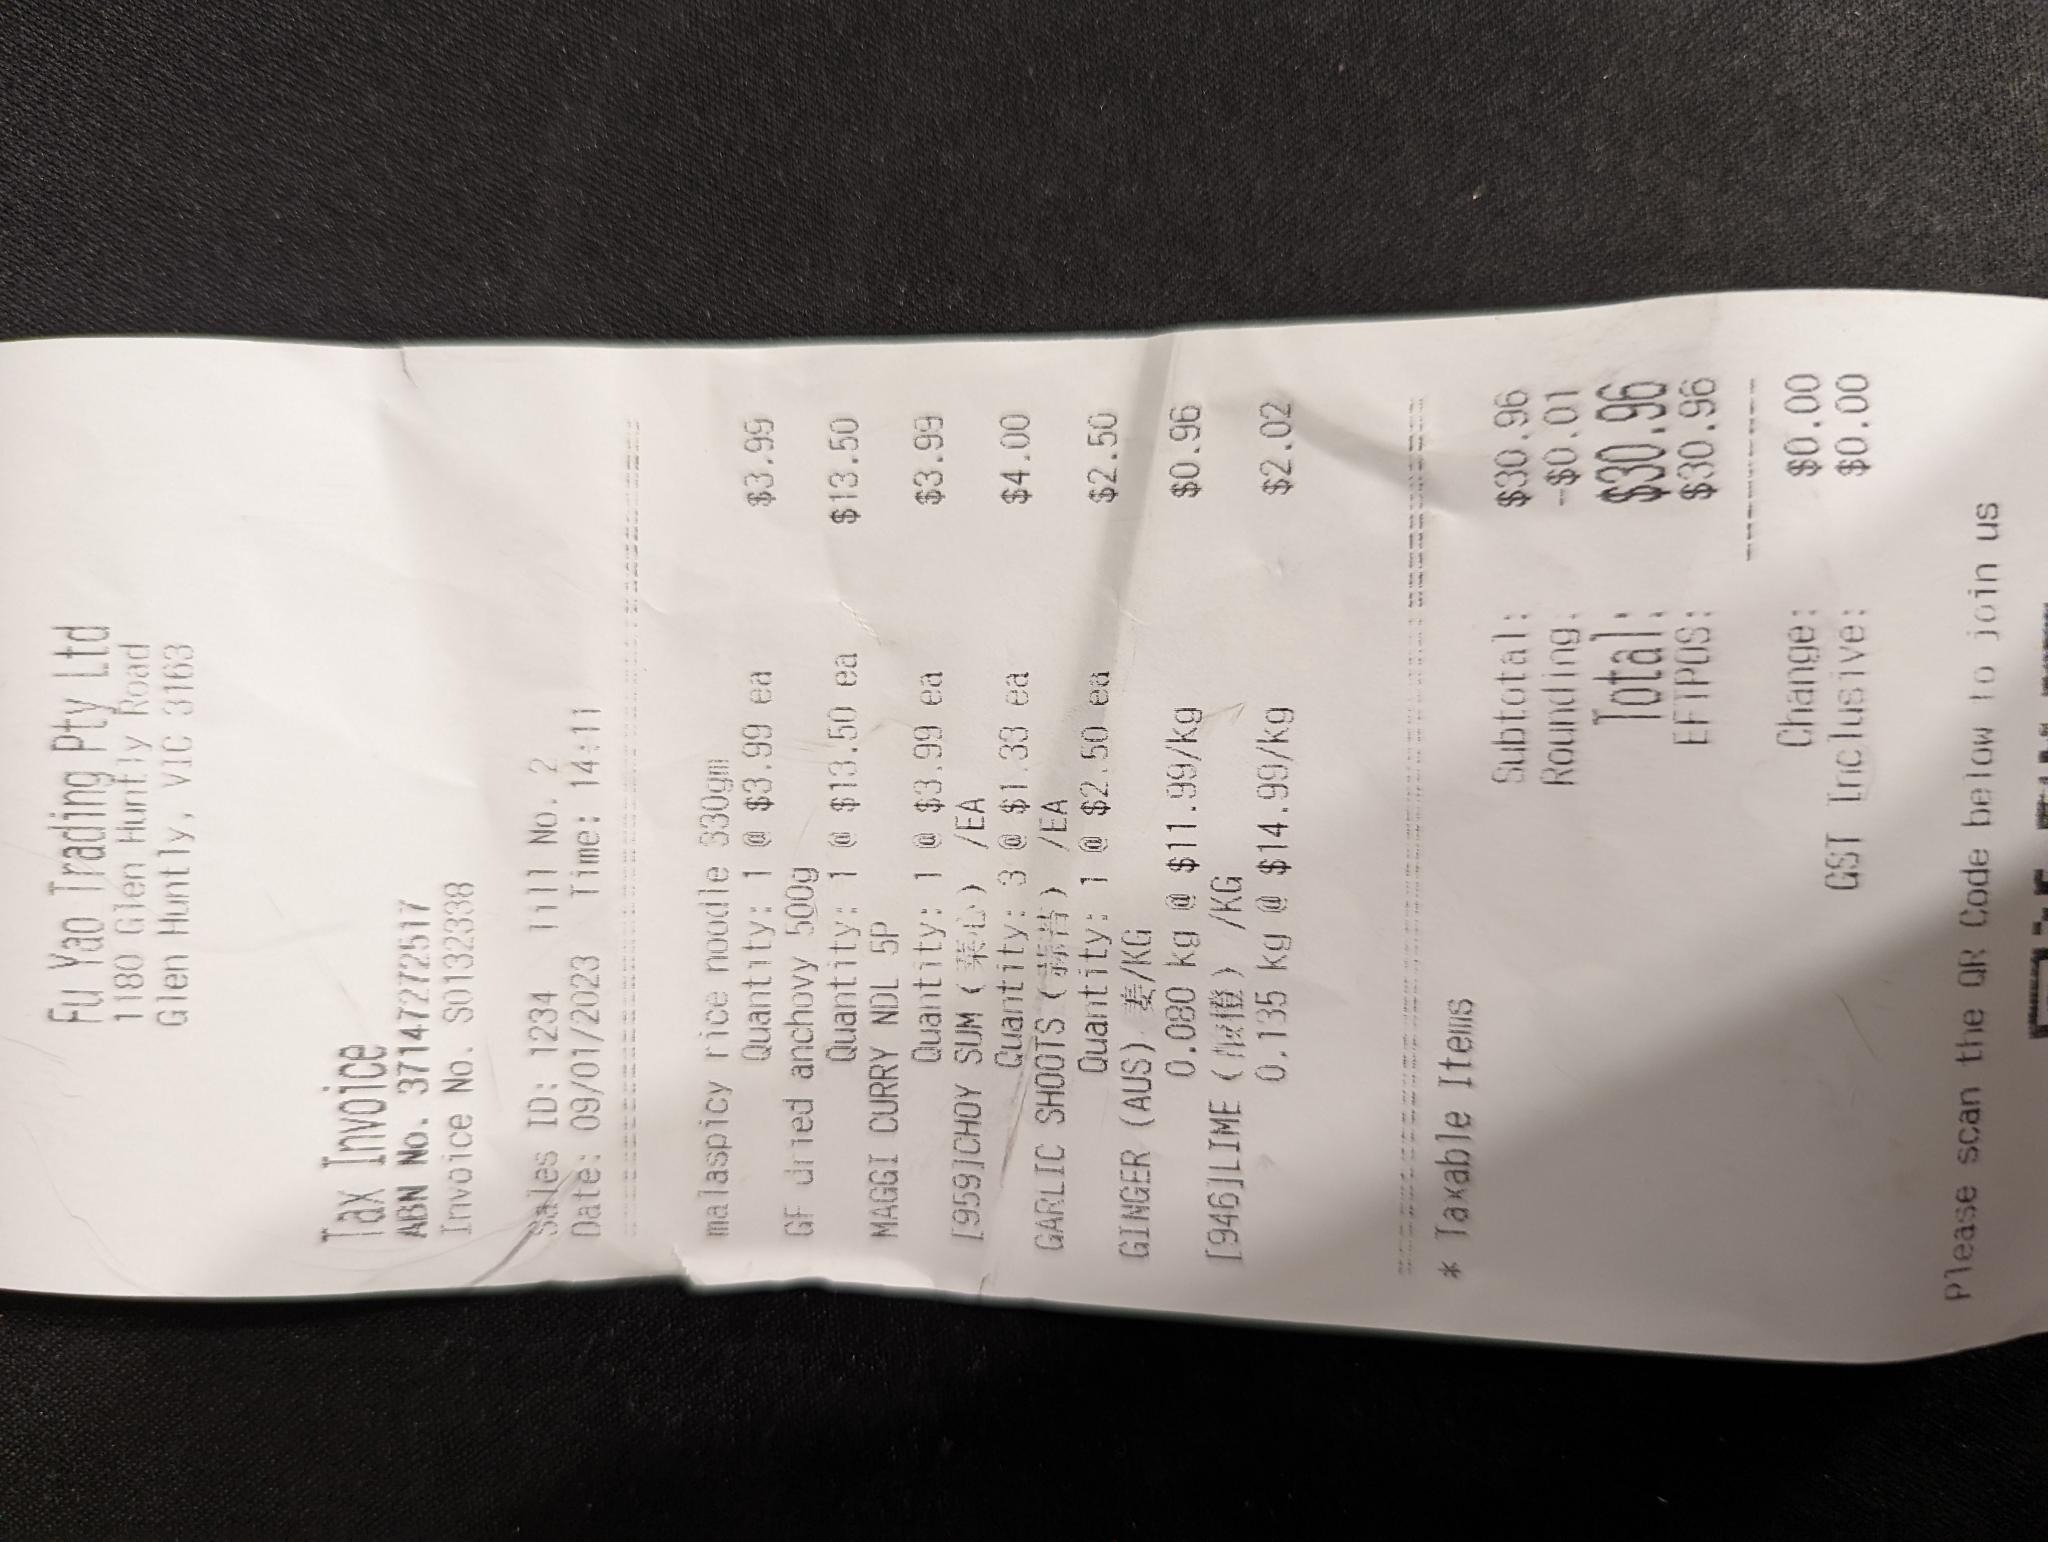 Fu Yao Trading Pty Ltd
1180 Glen Huntly Road
Glen Huntly, VIC 3163
Tax Invoice
ABN No. 37147272517
Invoice No. S0132338
Sales ID: 1234 Till No. 2
Date: 09/01/2023 Time: 14:11
malaspicy rice noodle 330gm
Quantity: 1 @ $3.99 ea $3.99
GF dried anchovy 500g
Quantity: 1 @ $13.50 ea $13.50
MAGGI CURRY NDL 5P
Quantity: 1 @ $3.99 ea $3.99
[959]CHOY SUM (菜心) /EA
Quantity: 3 @ $1.33 ea $4.00
GARLIC SHOOTS ( ) /EA
Quantity: 1 @ $2.50 ea $2.50
GINGER (AUS) 姜/KG
0.080 kg @ $11.99/kg $0.96
[946]LIME ( ) /KG
0.135 kg @ $14.99/kg $2.02
* Taxable Items
Subtotal: $30.96
Rounding: -$0.01
Total: $30.96
EFTPOS: $30.96
Change: $0.00
GST Inclusive: $0.00
Please scan the QR Code below to join us